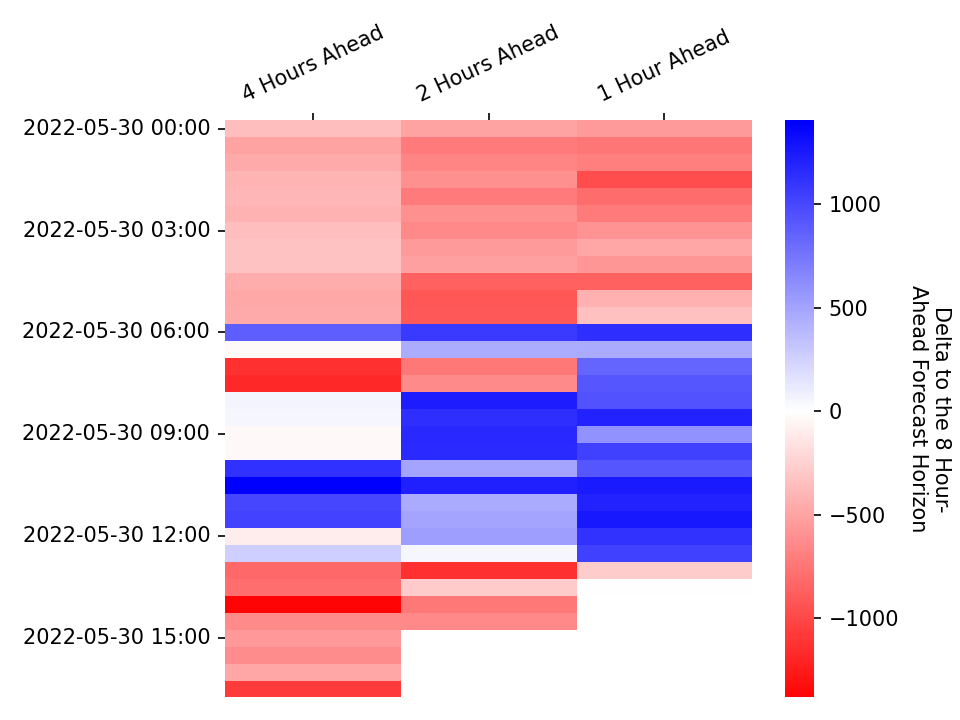 4 Hours Ahead
2 Hours Ahead
1 Hour Ahead
2022-05-30 00:00
2022-05-30 03:00
2022-05-30 06:00
2022-05-30 09:00
2022-05-30 12:00
2022-05-30 15:00
1000
500
0
−500
−1000
Delta to the 8 Hour-
Ahead Forecast Horizon